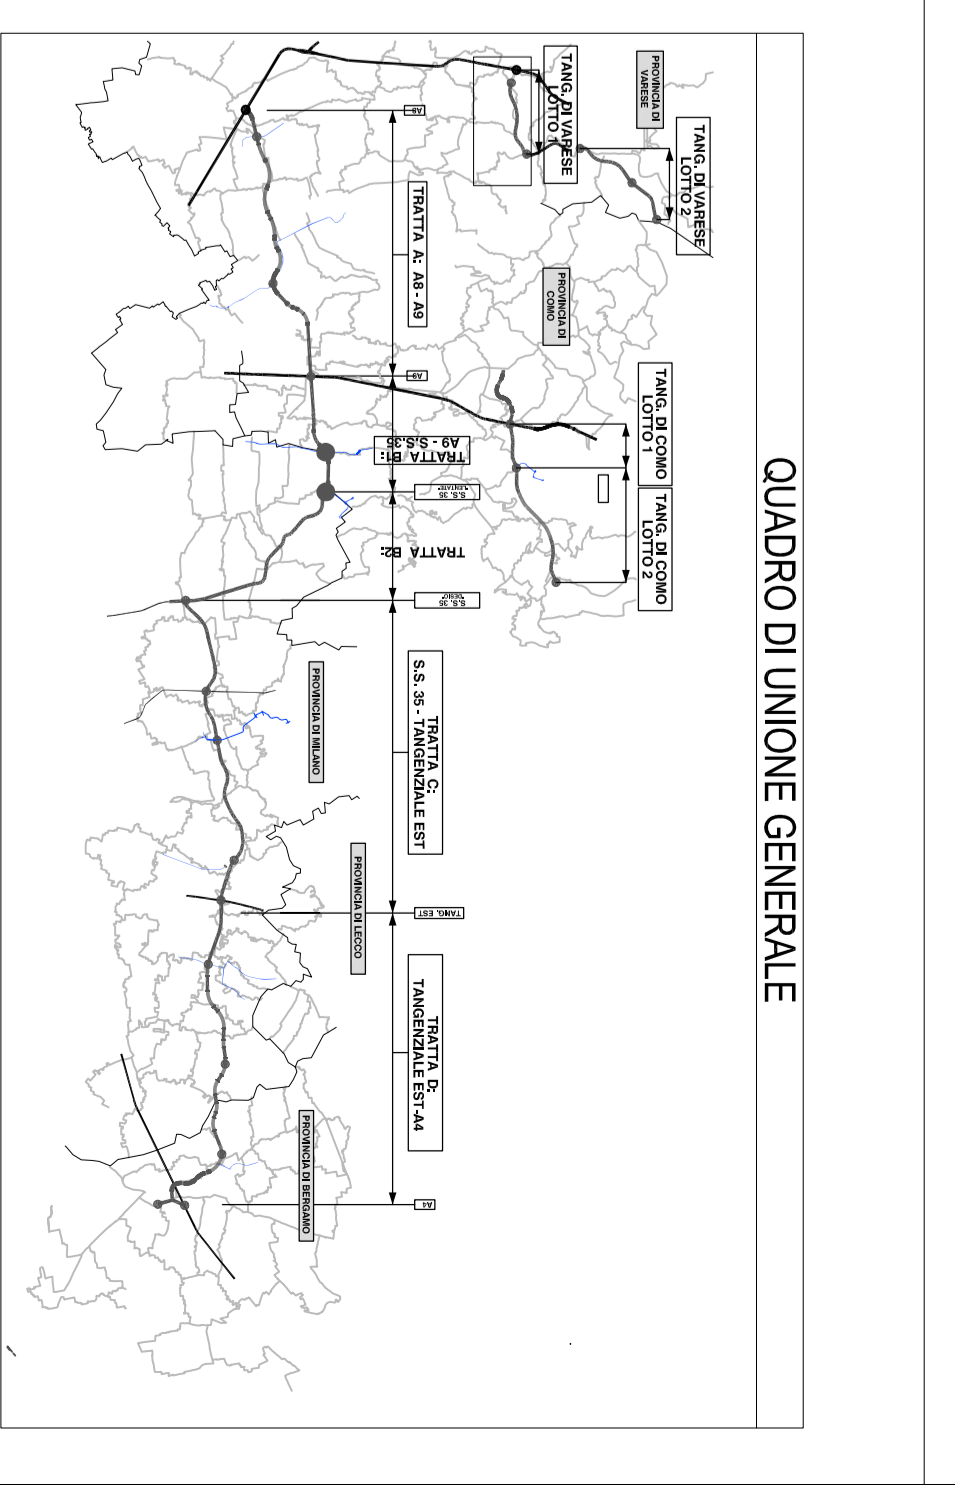 QUADRO DI UNIONE GENERALE
PROVINCIA DI
VARESE
TANG. DI VARESE
LOTTO 1
TANG. DI VARESE
LOTTO 2
PROVINCIA DI
COMO
TANG. DI COMO
LOTTO 1
TANG. DI COMO
LOTTO 2
A8
TRATTA A: A8 - A9
A9
TRATTA B1:
A9 - S.S.35
S.S. 35
"LENTATE"
TRATTA B2:
S.S. 35
"DESIO"
TRATTA C:
S.S. 35 - TANGENZIALE EST
TANG. EST
TRATTA D:
TANGENZIALE EST-A4
A4
PROVINCIA DI MILANO
PROVINCIA DI LECCO
PROVINCIA DI BERGAMO